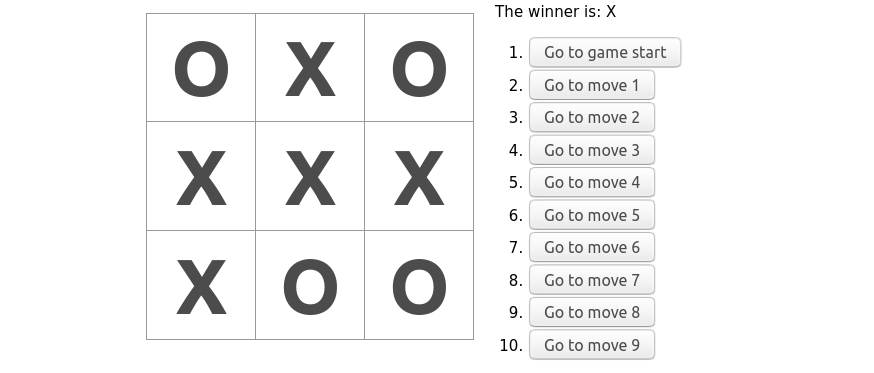 O X O
X X X
X O O
The winner is: X
1. Go to game start
2. Go to move 1
3. Go to move 2
4. Go to move 3
5. Go to move 4
6. Go to move 5
7. Go to move 6
8. Go to move 7
9. Go to move 8
10. Go to move 9